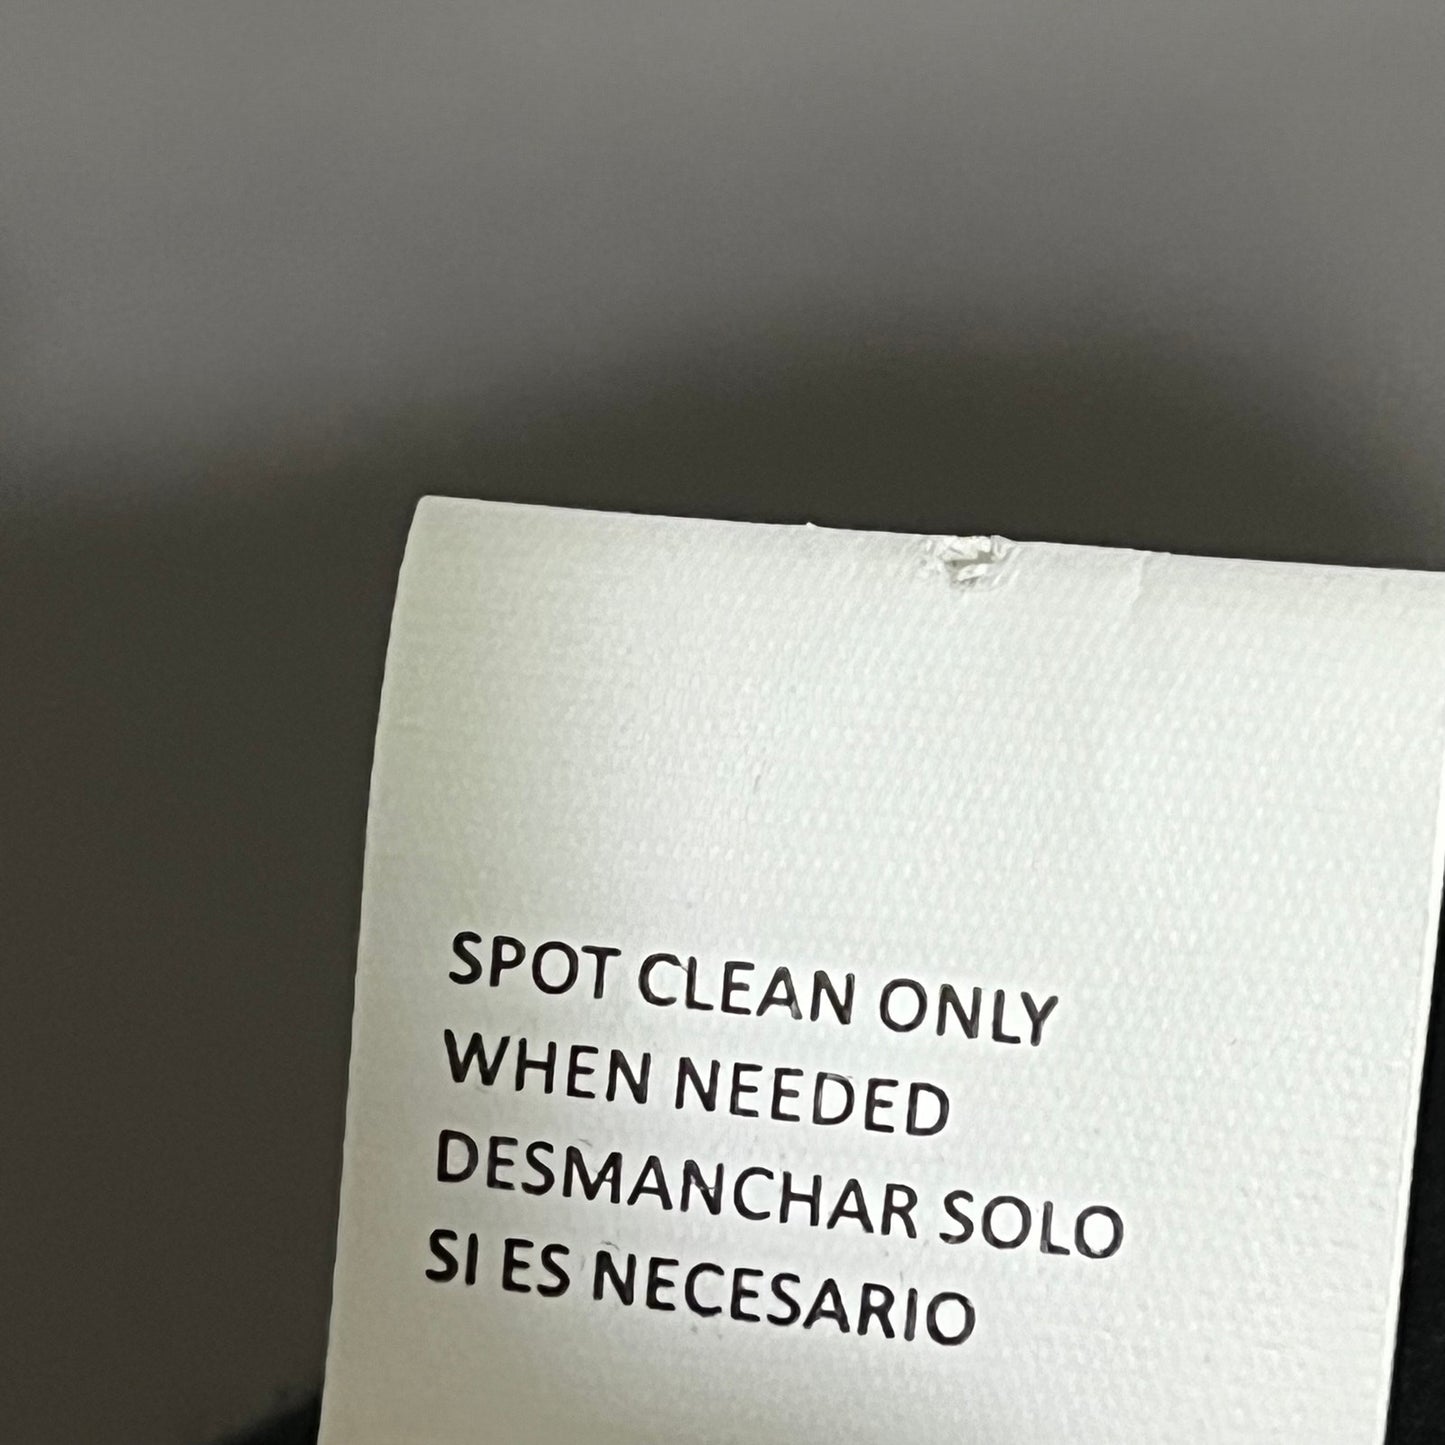 SPOT CLEAN ONLY
WHEN NEEDED
DESMANCHAR SOLO
SI ES NECESARIO